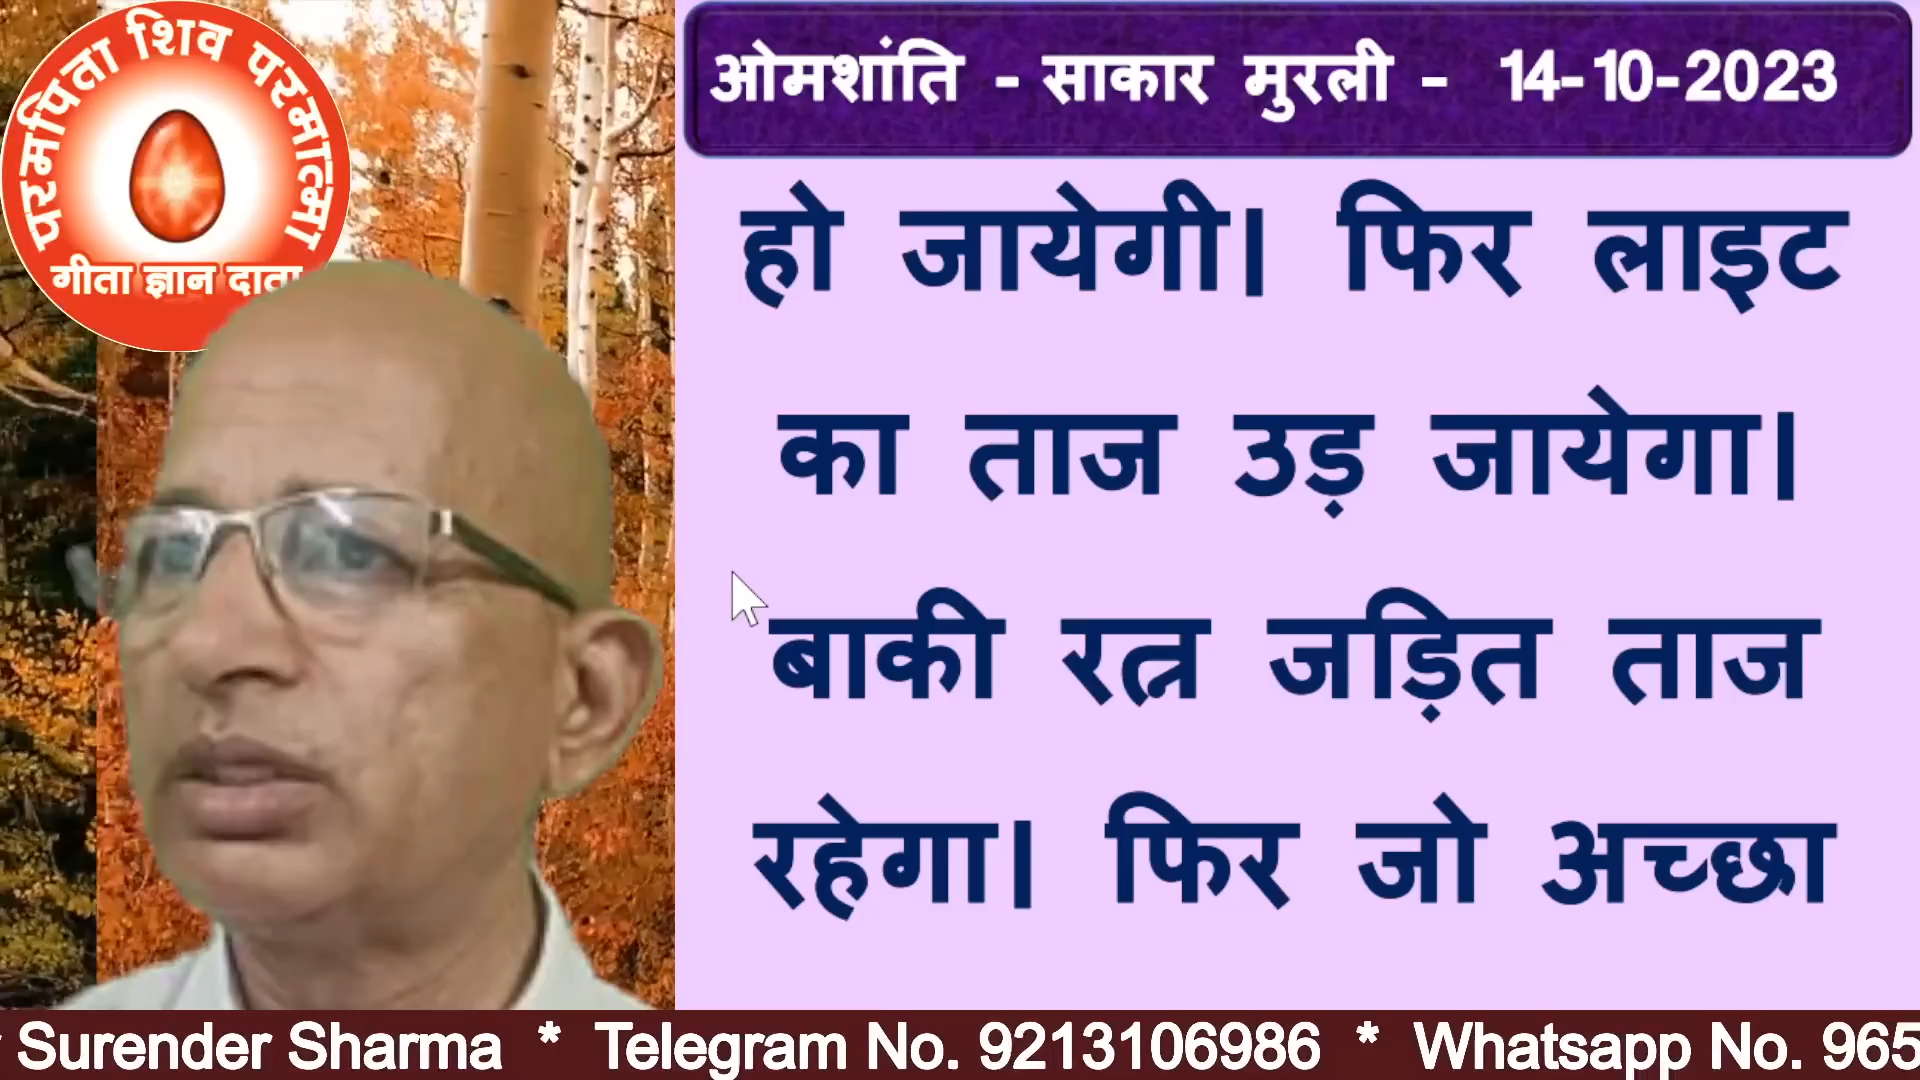 परमपिता शिव परमात्मा
गीता ज्ञान दाता
ओमशांति - साकार मुरली - 14-10-2023
हो जायेगी। फिर लाइट
का ताज उड़ जायेगा।
बाकी रत्न जड़ित ताज
रहेगा। फिर जो अच्छा
Surender Sharma * Telegram No. 9213106986 * Whatsapp No. 965